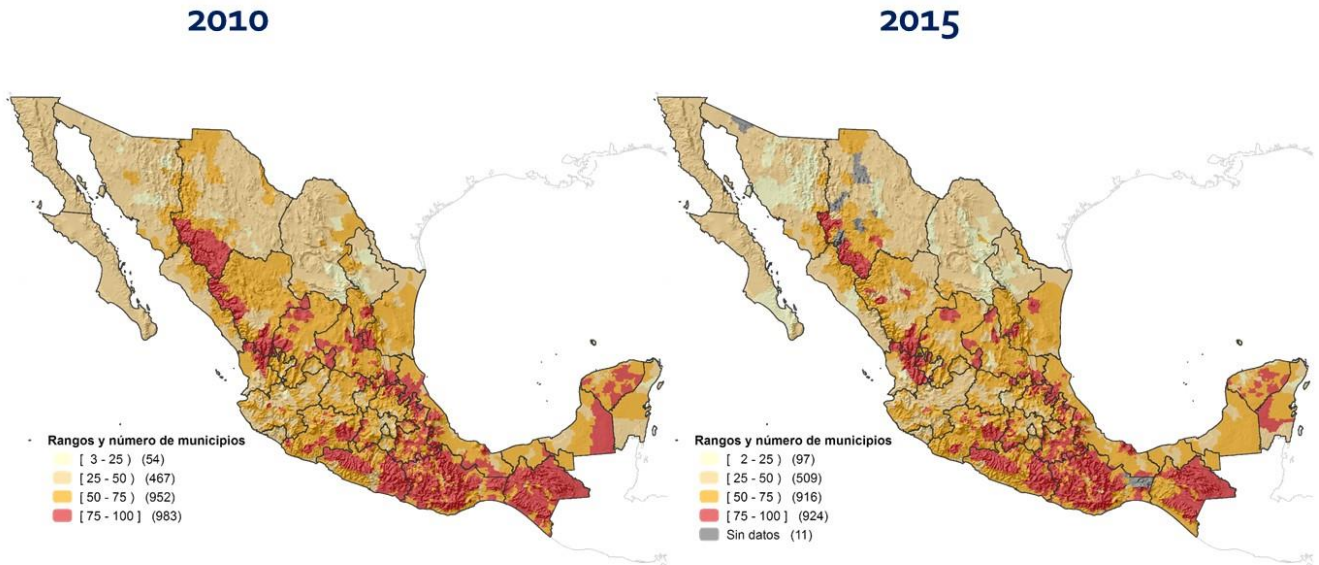 2010
2015
Rangos y número de municipios
[ 3 - 25 ) (54)
[ 25 - 50 ) (467)
[ 50 - 75 ) (952)
[ 75 - 100 ] (983)
Rangos y número de municipios
[ 2 - 25 ) (97)
[ 25 - 50 ) (509)
[ 50 - 75 ) (916)
[ 75 - 100 ] (924)
Sin datos (11)